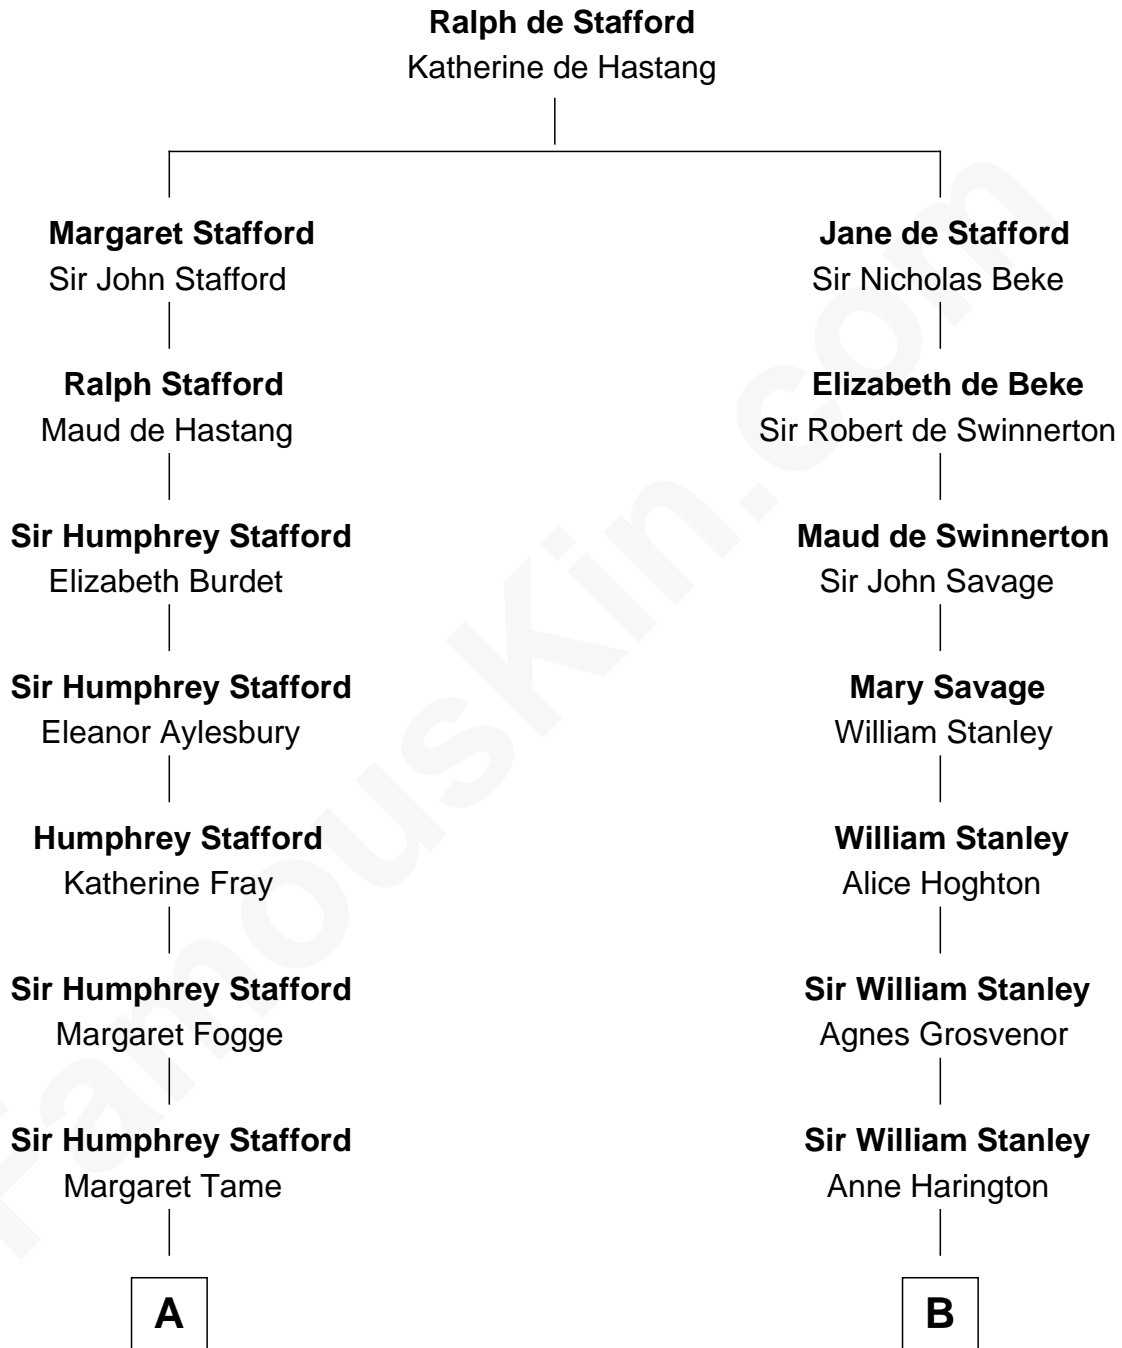 Ralph de Stafford
Katherine de Hastang
Margaret Stafford
Sir John Stafford
Ralph Stafford
Maud de Hastang
Sir Humphrey Stafford
Elizabeth Burdet
Sir Humphrey Stafford
Eleanor Aylesbury
Humphrey Stafford
Katherine Fray
Sir Humphrey Stafford
Margaret Fogge
Sir Humphrey Stafford
Margaret Tame
A
Jane de Stafford
Sir Nicholas Beke
Elizabeth de Beke
Sir Robert de Swinnerton
Maud de Swinnerton
Sir John Savage
Mary Savage
William Stanley
William Stanley
Alice Hoghton
Sir William Stanley
Agnes Grosvenor
Sir William Stanley
Anne Harington
B
FamousKin.com